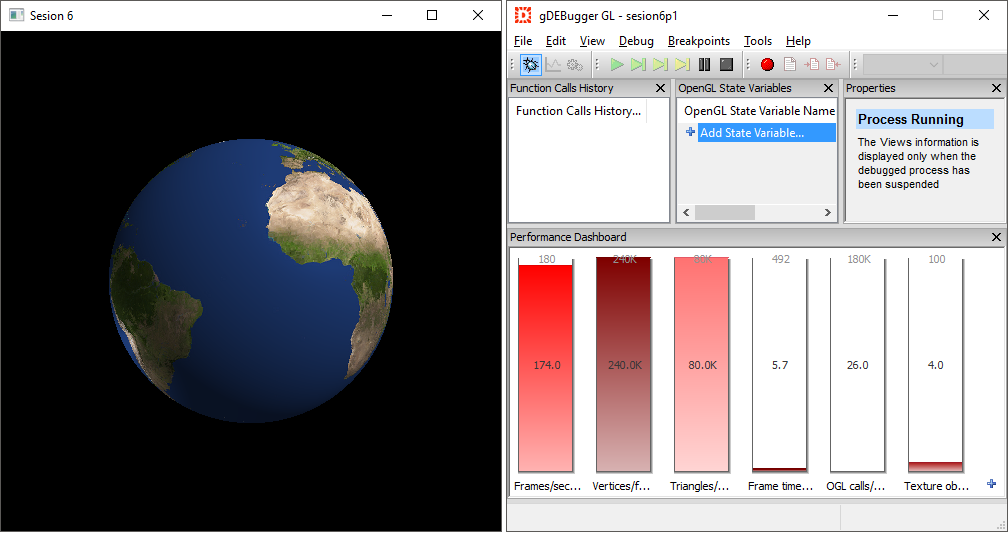 Sesion 6
gDEBugger GL - sesion6p1
File Edit View Debug Breakpoints Tools Help
Function Calls History
OpenGL State Variables
Properties
Function Calls History...
OpenGL State Variable Name
Add State Variable...
Process Running
The Views information is
displayed only when the
debugged process has
been suspended
Performance Dashboard
180 240K 80K 492 180K 100
174.0 240.0K 80.0K 5.7 26.0 4.0
Frames/sec... Vertices/f... Triangles/... Frame time... OGL calls/... Texture ob...